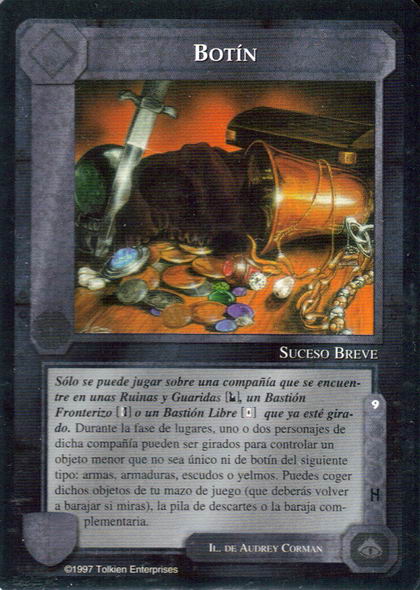 BOTÍN
SUCESO BREVE
Sólo se puede jugar sobre una compañía que se encuen-
tre en unas Ruinas y Guaridas [], un Bastión
Fronterizo [] o un Bastión Libre [] que ya esté gira-
do. Durante la fase de lugares, uno o dos personajes de
dicha compañía pueden ser girados para controlar un
objeto menor que no sea único ni de botín del siguiente
tipo: armas, armaduras, escudos o yelmos. Puedes coger
dichos objetos de tu mazo de juego (que deberás volver
a barajar si miras), la pila de descartes o la baraja com-
plementaria.
9
H
IL. DE AUDREY CORMAN
©1997 Tolkien Enterprises